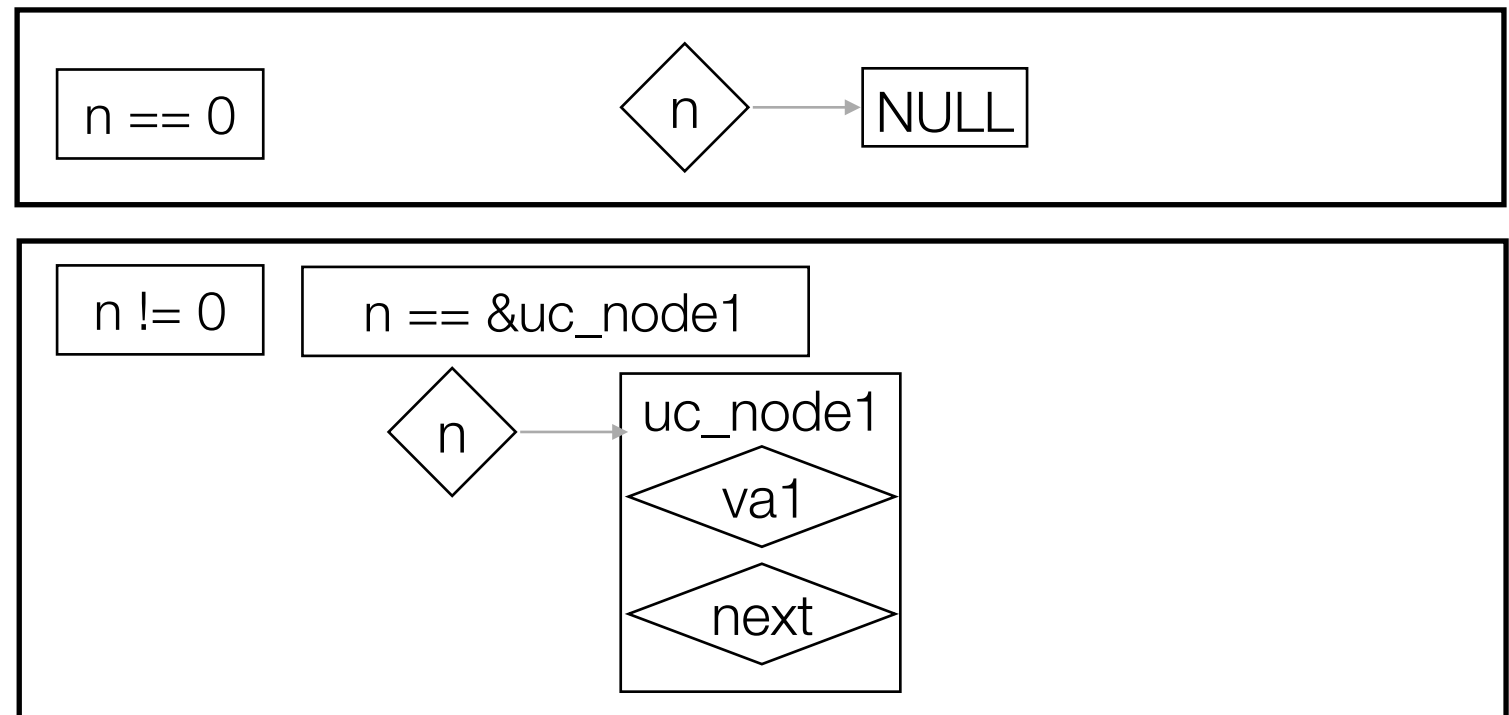 n == 0
n
NULL
n != 0
n == &uc_node1
n
uc_node1
va1
next